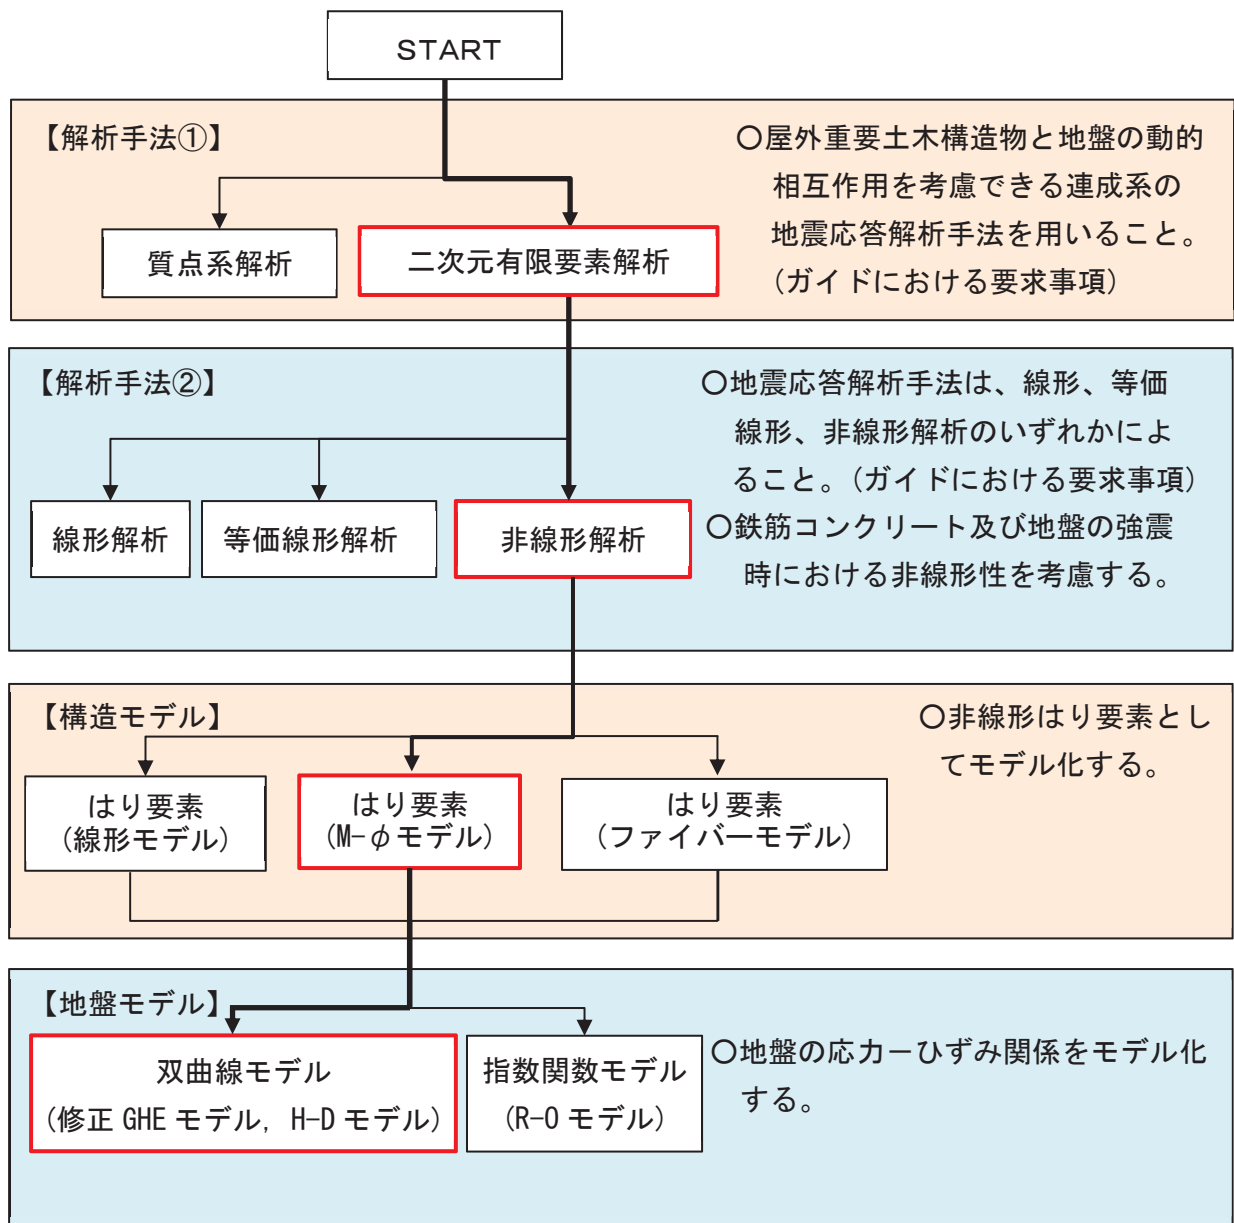 START
【解析手法①】
〇屋外重要土木構造物と地盤の動的
相互作用を考慮できる連成系の
地震応答解析手法を用いること。
(ガイドにおける要求事項)
質点系解析
二次元有限要素解析
【解析手法②】
〇地震応答解析手法は、線形、等価
線形、非線形解析のいずれかによ
ること。(ガイドにおける要求事項)
〇鉄筋コンクリート及び地盤の強震
時における非線形性を考慮する。
線形解析
等価線形解析
非線形解析
【構造モデル】
〇非線形はり要素とし
てモデル化する。
はり要素
(線形モデル)
はり要素
(M-φモデル)
はり要素
(ファイバーモデル)
【地盤モデル】
双曲線モデル
(修正 GHE モデル, H-D モデル)
指数関数モデル
(R-O モデル)
〇地盤の応力－ひずみ関係をモデル化
する。